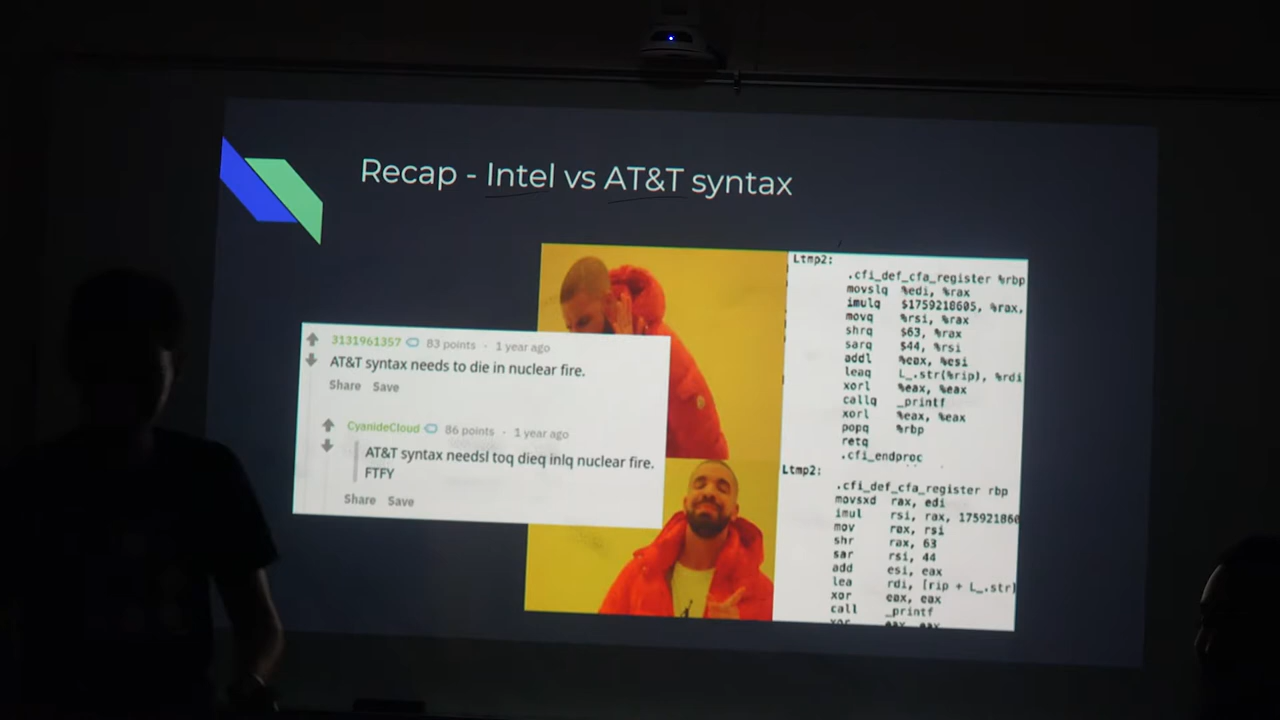 Recap - Intel vs AT&T syntax
3131961357 83 points · 1 year ago
AT&T syntax needs to die in nuclear fire.
Share Save
CyanideCloud 86 points · 1 year ago
AT&T syntax needsl toq dieq inlq nuclear fire.
FTFY
Share Save
Ltmp2:
.cfi_def_cfa_register %rbp
movslq %edi, %rax
imulq $1759218605, %rax,
movq %rsi, %rax
shrq $63, %rax
sarq $44, %rsi
addl %eax, %esi
leaq L_.str(%rip), %rdi
xorl %eax, %eax
callq _printf
xorl %eax, %eax
popq %rbp
retq
.cfi_endproc
Ltmp2:
.cfi_def_cfa_register rbp
movsxd rax, edi
imul rsi, rax, 175921860
mov rax, rsi
shr rax, 63
sar rsi, 44
add esi, eax
lea rdi, [rip + L_.str]
xor eax, eax
call _printf